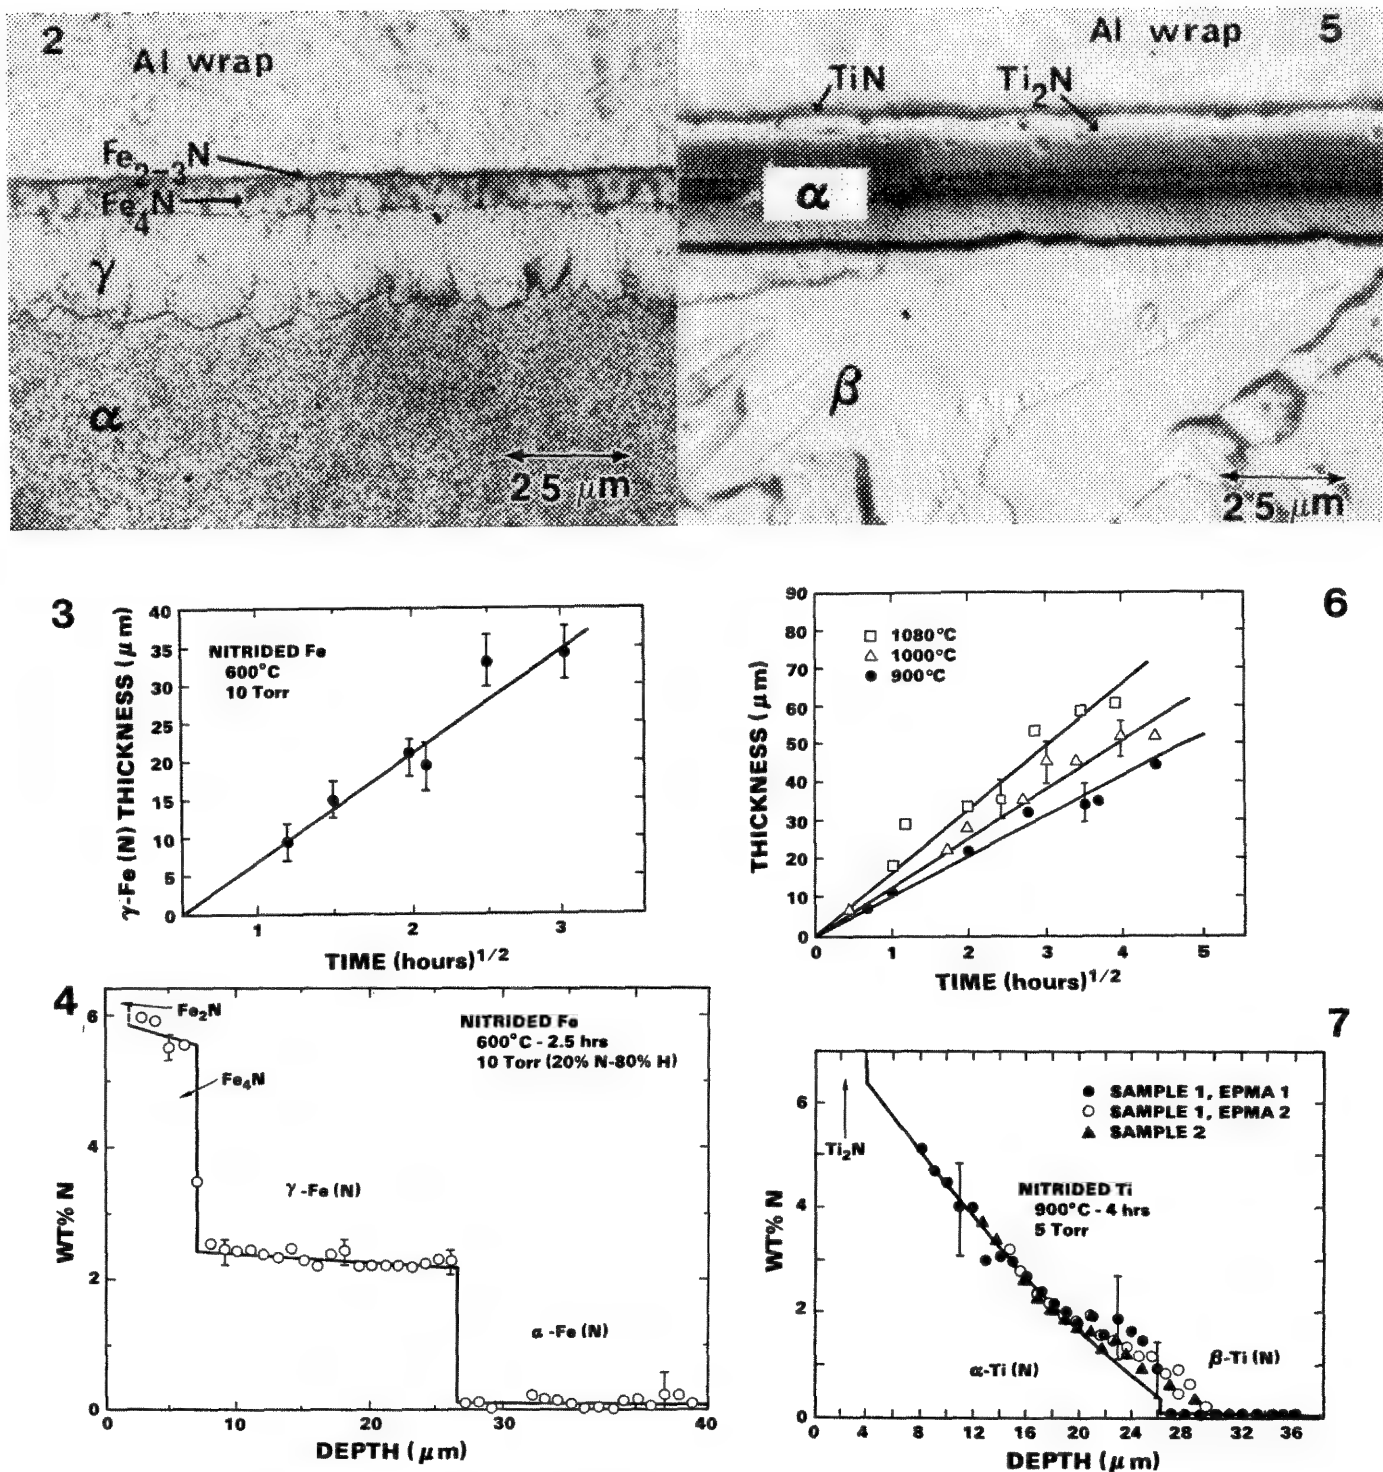 2
Al wrap
Fe2-3N
Fe4N
γ
α
25 μm
Al wrap
5
TiN
Ti2N
α
β
25 μm
3
γ-Fe (N) THICKNESS (μm)
40
35
30
25
20
15
10
5
0
NITRIDED Fe
600°C
10 Torr
1 2 3
TIME (hours)1/2
6
THICKNESS (μm)
90
80
70
60
50
40
30
20
10
0
1080°C
1000°C
900°C
0 1 2 3 4 5
TIME (hours)1/2
4
WT% N
6
4
2
0
Fe2N
Fe4N
NITRIDED Fe
600°C - 2.5 hrs
10 Torr (20% N-80% H)
γ-Fe (N)
α-Fe (N)
0 10 20 30 40
DEPTH (μm)
7
WT% N
6
4
2
0
Ti2N
SAMPLE 1, EPMA 1
SAMPLE 1, EPMA 2
SAMPLE 2
NITRIDED Ti
900°C - 4 hrs
5 Torr
α-Ti (N)
β-Ti (N)
0 4 8 12 16 20 24 28 32 36
DEPTH (μm)